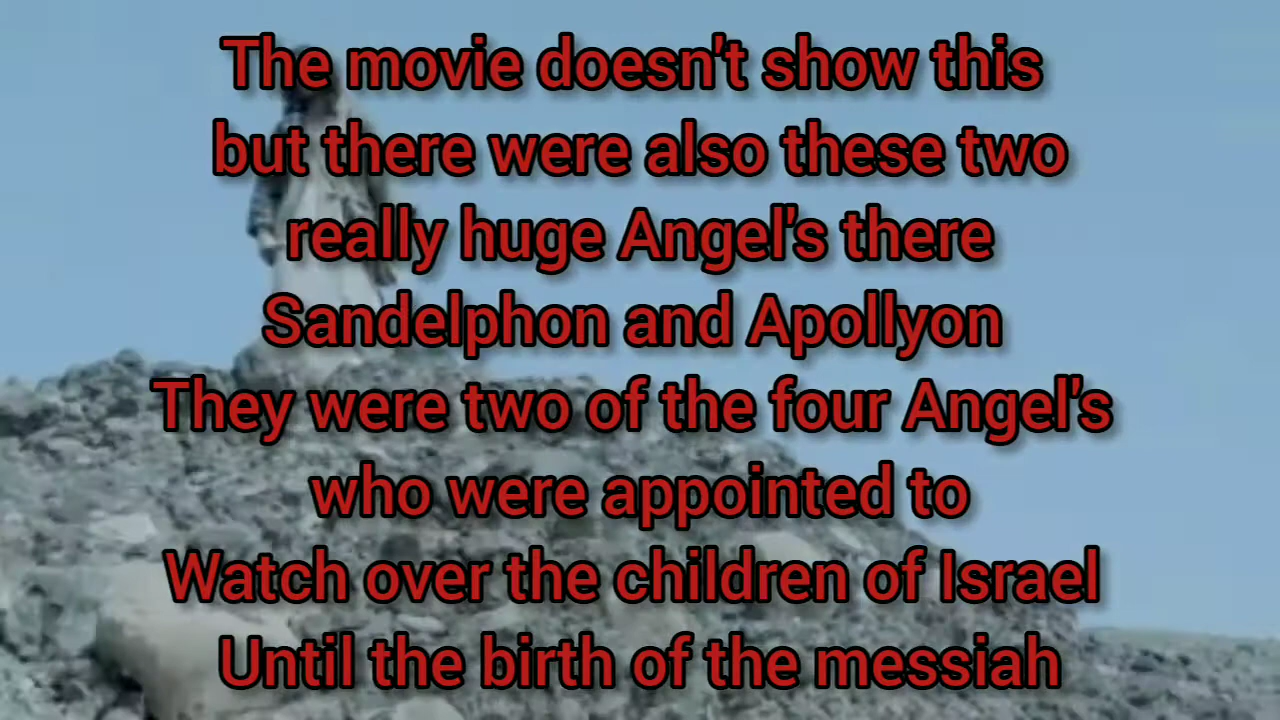 The movie doesn't show this
but there were also these two
really huge Angel's there
Sandelphon and Apollyon
They were two of the four Angel's
who were appointed to
Watch over the children of Israel
Until the birth of the messiah